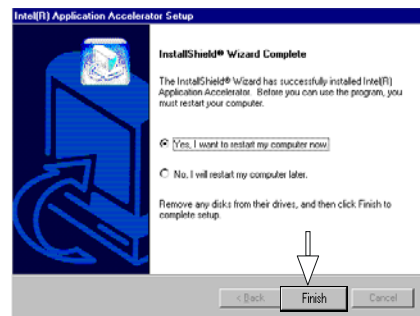 Intel(R) Application Accelerator Setup
InstallShield® Wizard Complete
The InstallShield® Wizard has successfully installed Intel(R)
Application Accelerator. Before you can use the program, you
must restart your computer.
Yes, I want to restart my computer now.
No, I will restart my computer later.
Remove any disks from their drives, and then click Finish to
complete setup.
< Back
Finish
Cancel